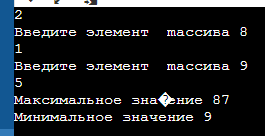 2
Введите элемент  массива 8
1
Введите элемент  массива 9
5
Максимальное зна�ение 87
Минимальное значение 9